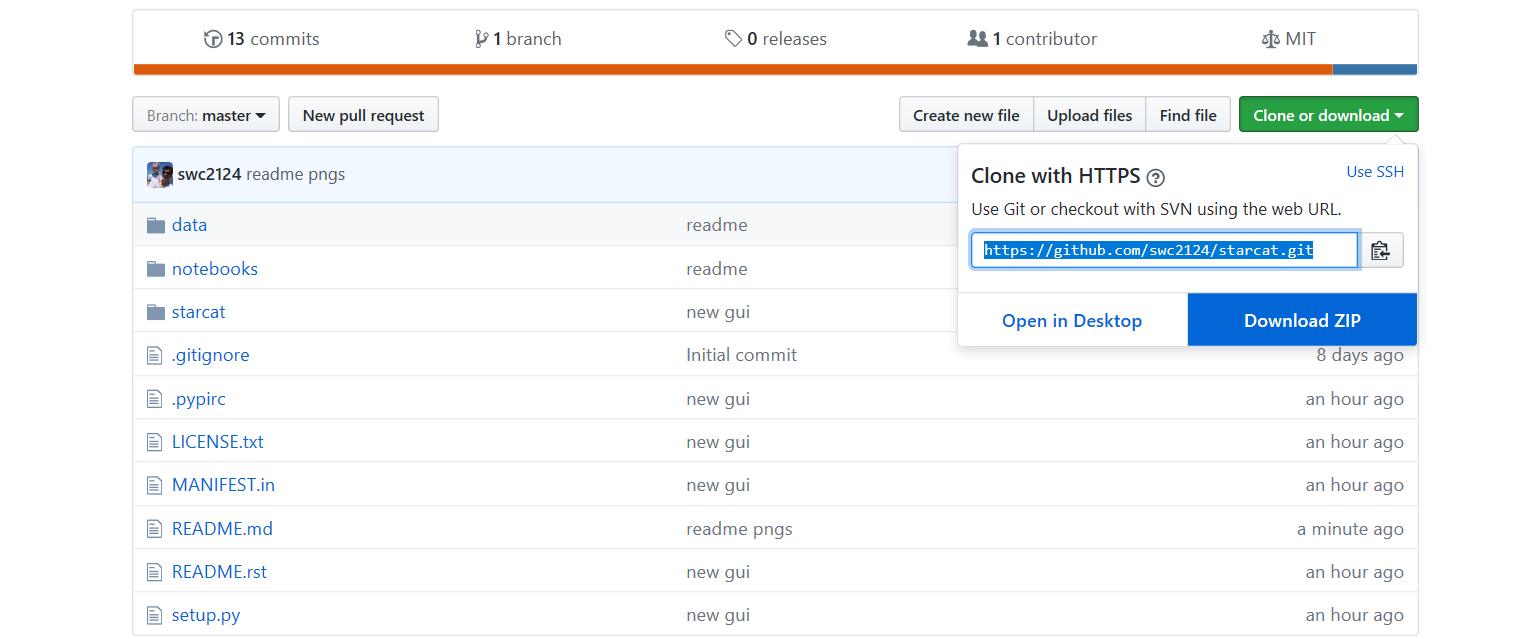 13 commits 1 branch 0 releases 1 contributor MIT
Branch: master New pull request Create new file Upload files Find file Clone or download
swc2124 readme pngs
Clone with HTTPS ? Use SSH
Use Git or checkout with SVN using the web URL.
https://github.com/swc2124/starcat.git
Open in Desktop Download ZIP
data readme
notebooks readme
starcat new gui
.gitignore Initial commit 8 days ago
.pypirc new gui an hour ago
LICENSE.txt new gui an hour ago
MANIFEST.in new gui an hour ago
README.md readme pngs a minute ago
README.rst new gui an hour ago
setup.py new gui an hour ago